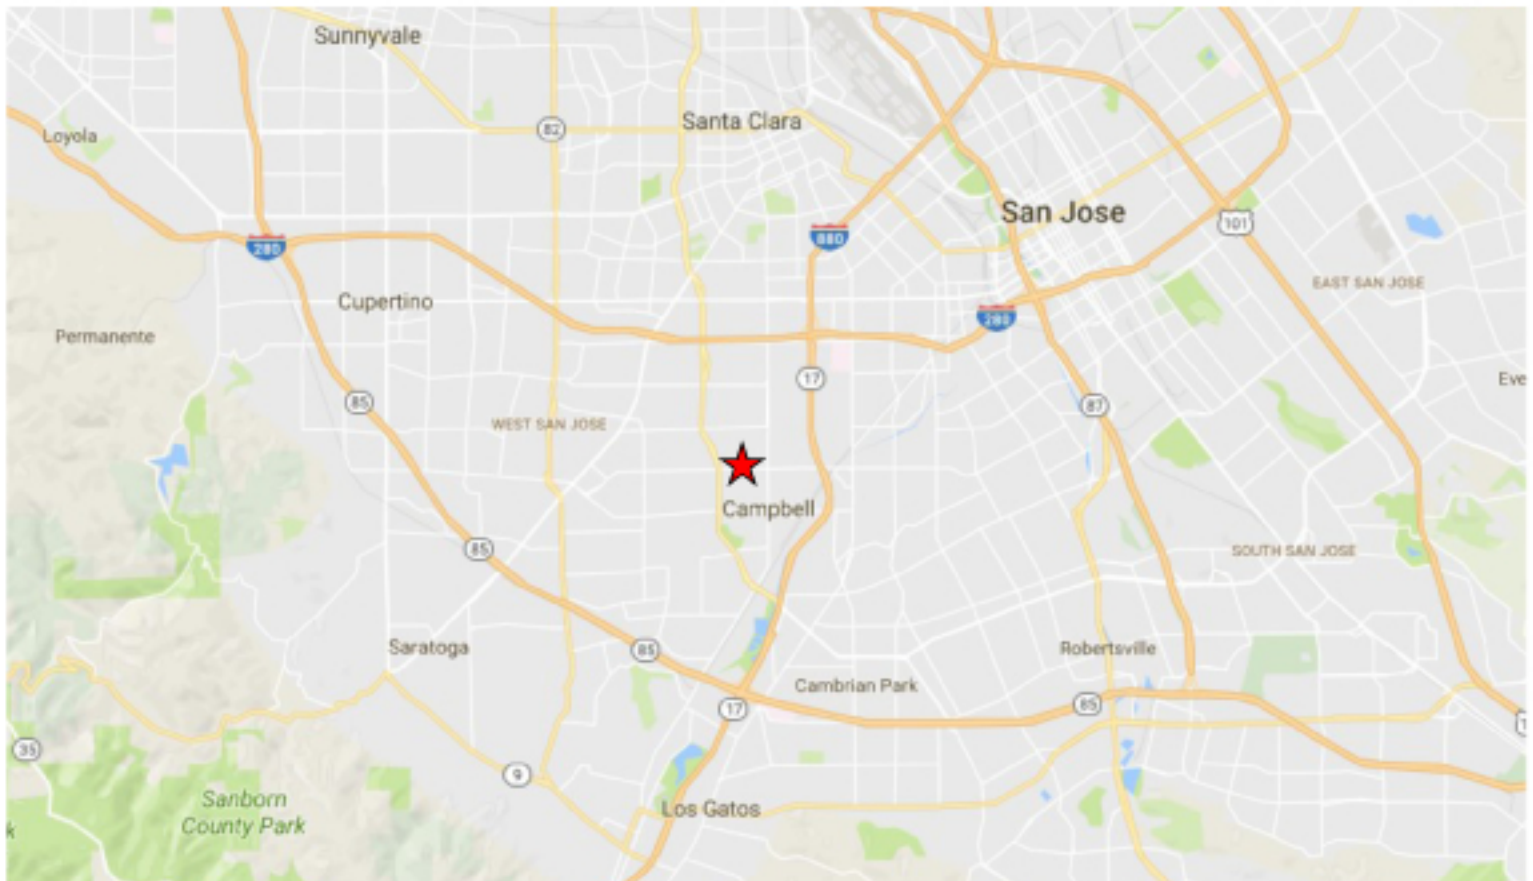 Sunnyvale
Loyola
82
Santa Clara
San Jose
101
880
280
EAST SAN JOSE
Cupertino
280
Permanente
17
Eve
85
87
WEST SAN JOSE
Campbell
85
SOUTH SAN JOSE
Saratoga
85
Robertsville
Cambrian Park
85
17
1
35
9
Sanborn
County Park
Los Gatos
k